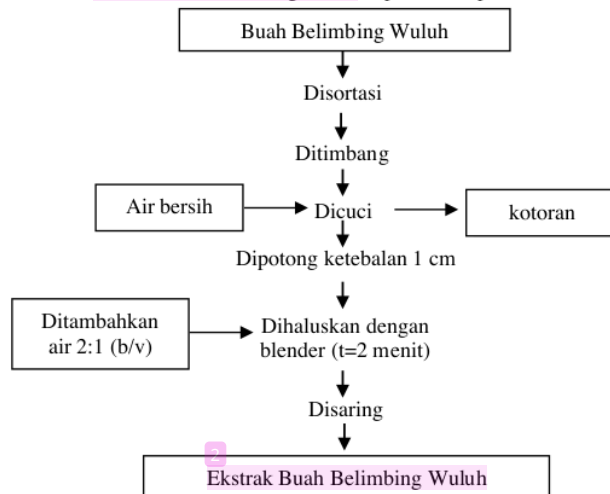 Buah Belimbing Wuluh
Disortasi
Ditimbang
Air bersih
Dicuci
kotoran
Dipotong ketebalan 1 cm
Ditambahkan
air 2:1 (b/v)
Dihaluskan dengan
blender (t=2 menit)
Disaring
2
Ekstrak Buah Belimbing Wuluh